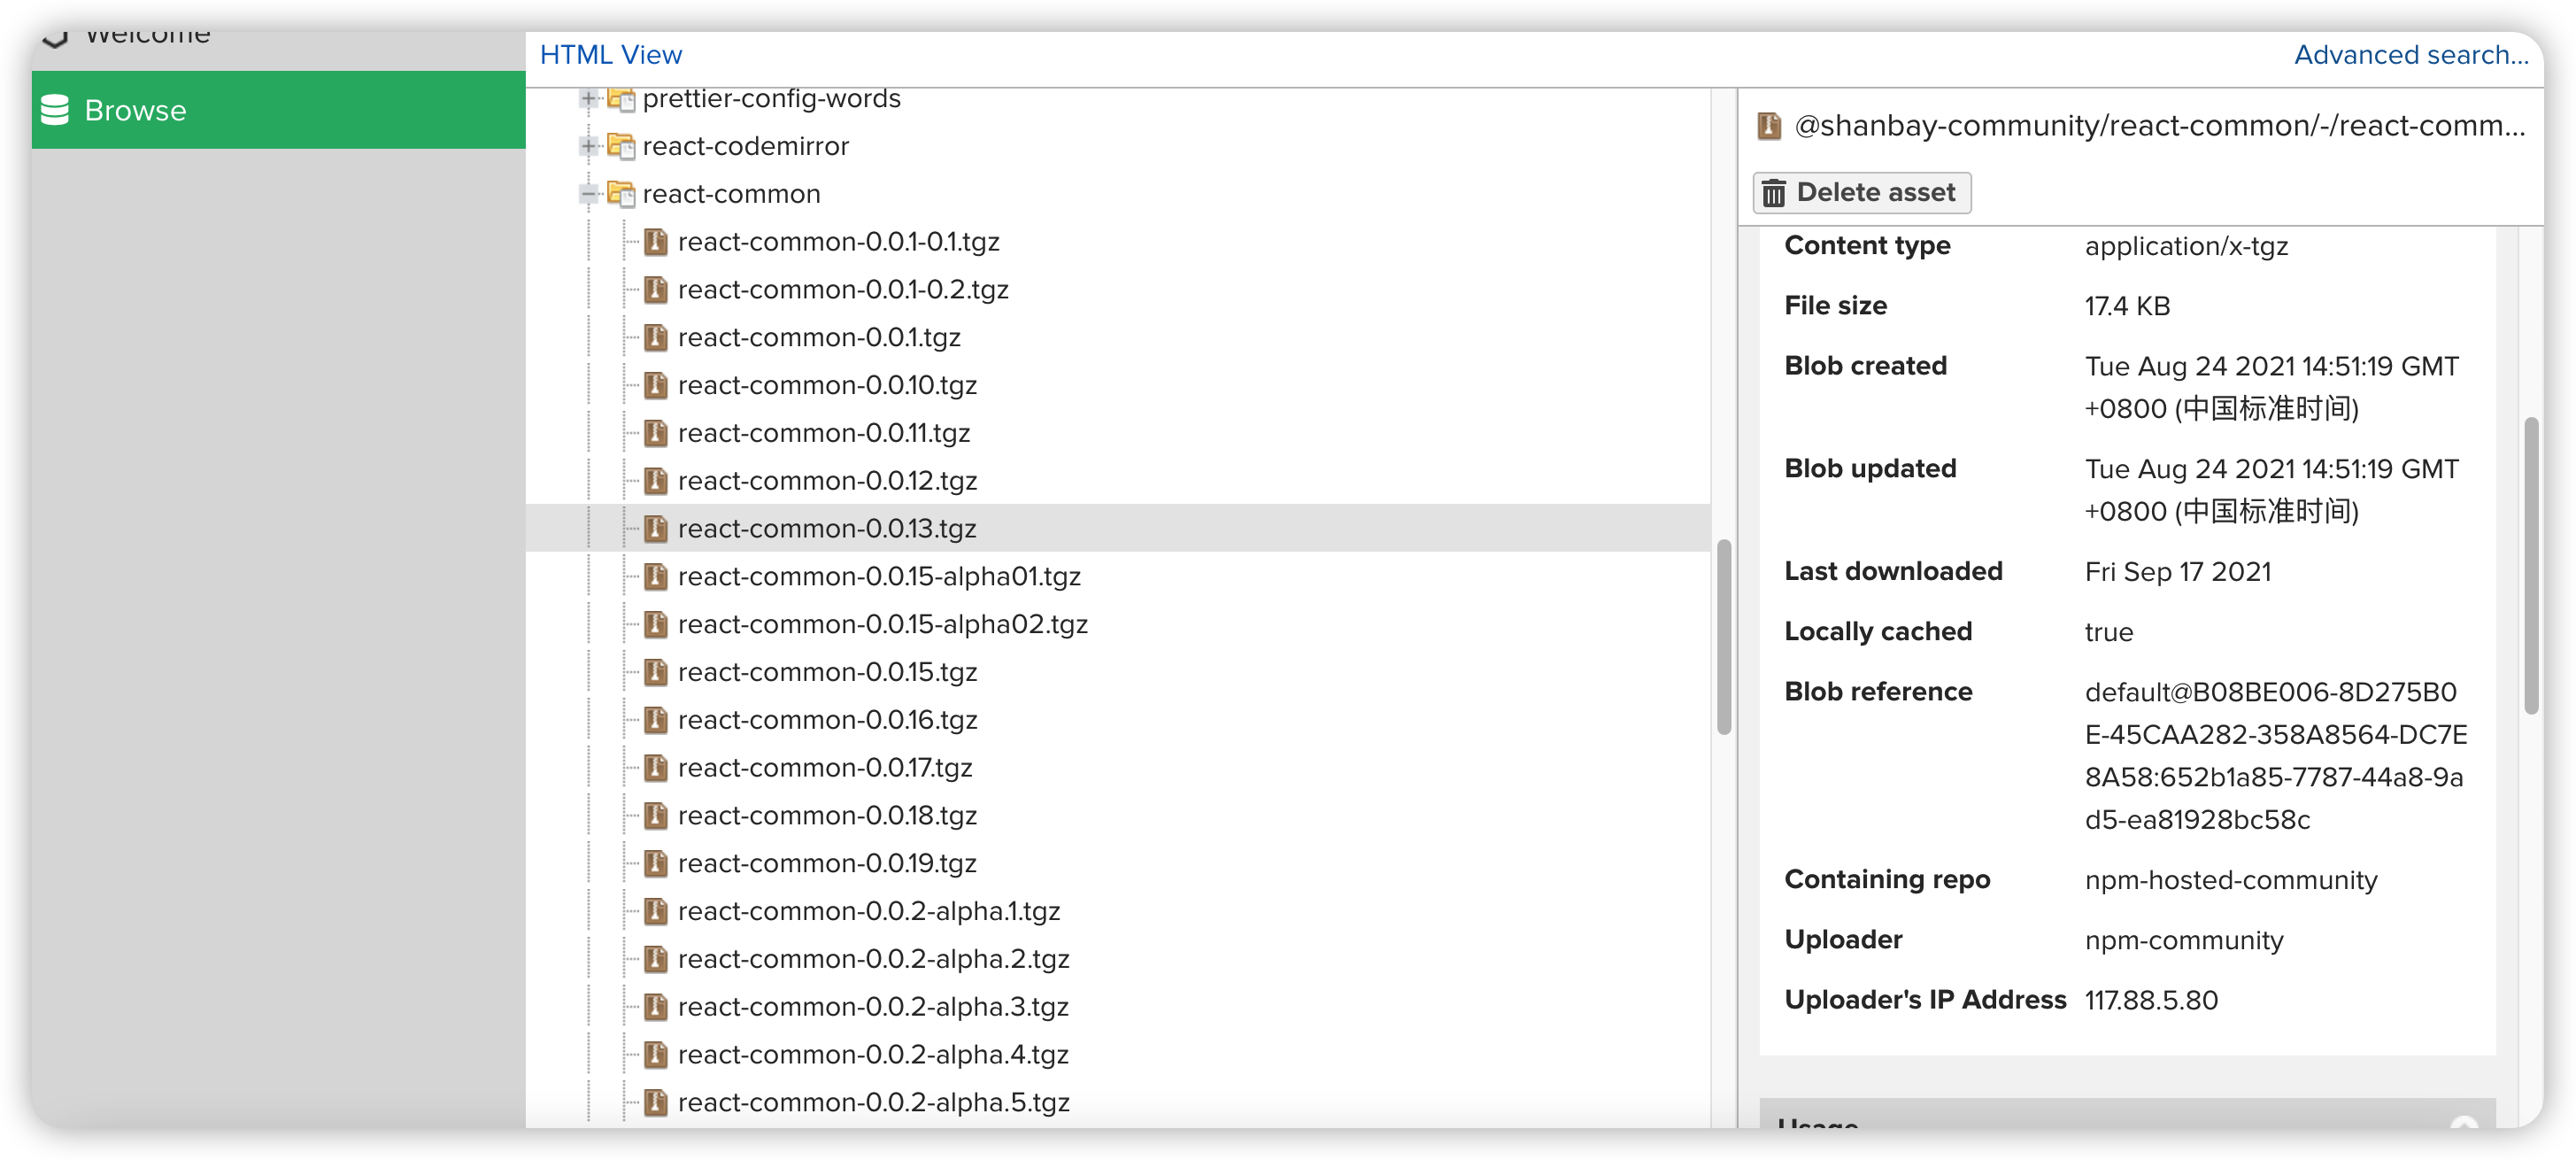 Welcome
Browse
HTML View
Advanced search...
prettier-config-words
react-codemirror
react-common
react-common-0.0.1-0.1.tgz
react-common-0.0.1-0.2.tgz
react-common-0.0.1.tgz
react-common-0.0.10.tgz
react-common-0.0.11.tgz
react-common-0.0.12.tgz
react-common-0.0.13.tgz
react-common-0.0.15-alpha01.tgz
react-common-0.0.15-alpha02.tgz
react-common-0.0.15.tgz
react-common-0.0.16.tgz
react-common-0.0.17.tgz
react-common-0.0.18.tgz
react-common-0.0.19.tgz
react-common-0.0.2-alpha.1.tgz
react-common-0.0.2-alpha.2.tgz
react-common-0.0.2-alpha.3.tgz
react-common-0.0.2-alpha.4.tgz
react-common-0.0.2-alpha.5.tgz
@shanbay-community/react-common/-/react-comm...
Delete asset
Content type application/x-tgz
File size 17.4 KB
Blob created Tue Aug 24 2021 14:51:19 GMT
+0800 (中国标准时间)
Blob updated Tue Aug 24 2021 14:51:19 GMT
+0800 (中国标准时间)
Last downloaded Fri Sep 17 2021
Locally cached true
Blob reference default@B08BE006-8D275B0
E-45CAA282-358A8564-DC7E
8A58:652b1a85-7787-44a8-9a
d5-ea81928bc58c
Containing repo npm-hosted-community
Uploader npm-community
Uploader's IP Address 117.88.5.80
Usage